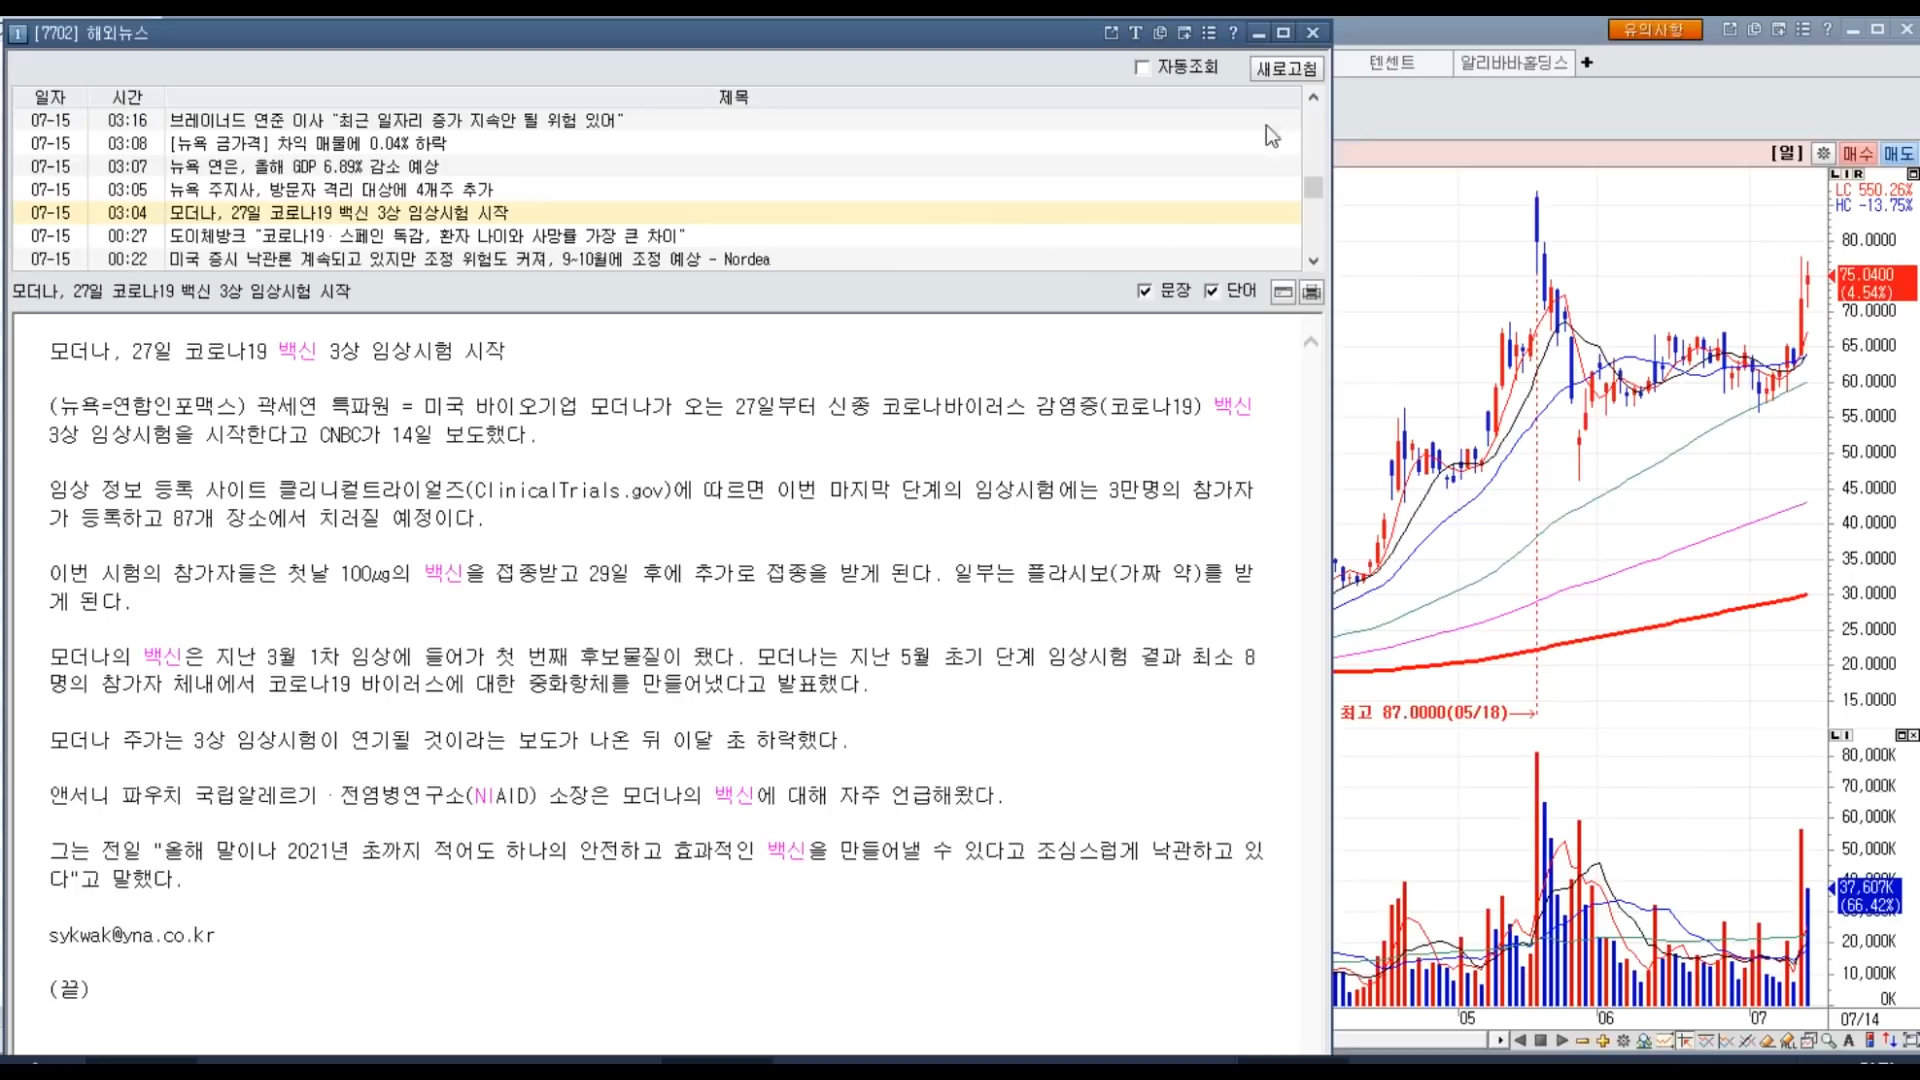 [7702] 해외뉴스
유의사항
자동조회 새로고침
텐센트 알리바바홀딩스
일자 시간 제목
07-15 03:16 브레이너드 연준 이사 "최근 일자리 증가 지속안 될 위험 있어"
07-15 03:08 [뉴욕 금가격] 차익 매물에 0.04% 하락
07-15 03:07 뉴욕 연은, 올해 GDP 6.89% 감소 예상
07-15 03:05 뉴욕 주지사, 방문자 격리 대상에 4개주 추가
07-15 03:04 모더나, 27일 코로나19 백신 3상 임상시험 시작
07-15 00:27 도이체방크 "코로나19·스페인 독감, 환자 나이와 사망률 가장 큰 차이"
07-15 00:22 미국 증시 낙관론 계속되고 있지만 조정 위험도 커져, 9~10월에 조정 예상 - Nordea
모더나, 27일 코로나19 백신 3상 임상시험 시작
문장 단어
모더나, 27일 코로나19 백신 3상 임상시험 시작
(뉴욕=연합인포맥스) 곽세연 특파원 = 미국 바이오기업 모더나가 오는 27일부터 신종 코로나바이러스 감염증(코로나19) 백신
3상 임상시험을 시작한다고 CNBC가 14일 보도했다.
임상 정보 등록 사이트 클리니컬트라이얼즈(ClinicalTrials.gov)에 따르면 이번 마지막 단계의 임상시험에는 3만명의 참가자
가 등록하고 87개 장소에서 치러질 예정이다.
이번 시험의 참가자들은 첫날 100㎍의 백신을 접종받고 29일 후에 추가로 접종을 받게 된다. 일부는 플라시보(가짜 약)를 받
게 된다.
모더나의 백신은 지난 3월 1차 임상에 들어가 첫 번째 후보물질이 됐다. 모더나는 지난 5월 초기 단계 임상시험 결과 최소 8
명의 참가자 체내에서 코로나19 바이러스에 대한 중화항체를 만들어냈다고 발표했다.
모더나 주가는 3상 임상시험이 연기될 것이라는 보도가 나온 뒤 이달 초 하락했다.
앤서니 파우치 국립알레르기·전염병연구소(NIAID) 소장은 모더나의 백신에 대해 자주 언급해왔다.
그는 전일 "올해 말이나 2021년 초까지 적어도 하나의 안전하고 효과적인 백신을 만들어낼 수 있다고 조심스럽게 낙관하고 있
다"고 말했다.
sykwak@yna.co.kr
(끝)
[일] 매수 매도
L I R
LC 550.26%
HC -13.75%
80.0000
75.0400
(4.54%)
70.0000
65.0000
60.0000
55.0000
50.0000
45.0000
40.0000
35.0000
30.0000
25.0000
20.0000
15.0000
최고 87.0000(05/18)→
L I
80,000K
70,000K
60,000K
50,000K
40,000K
37,607K
(66.42%)
20,000K
10,000K
0K
05 06 07 07/14